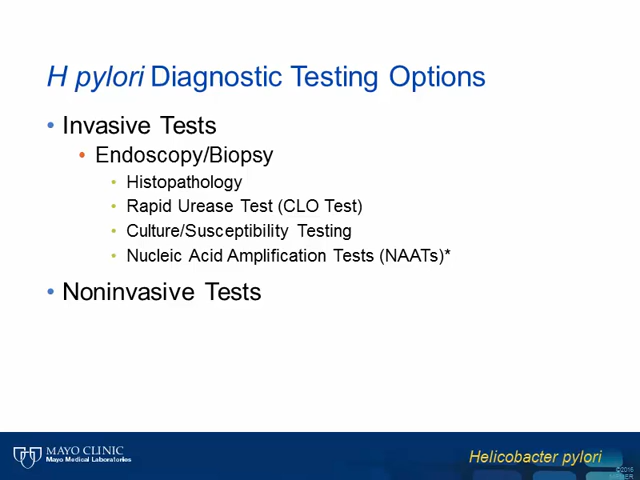 H pylori Diagnostic Testing Options
• Invasive Tests
• Endoscopy/Biopsy
• Histopathology
• Rapid Urease Test (CLO Test)
• Culture/Susceptibility Testing
• Nucleic Acid Amplification Tests (NAATs)*
• Noninvasive Tests
MAYO CLINIC
Mayo Medical Laboratories
Helicobacter pylori
©2016